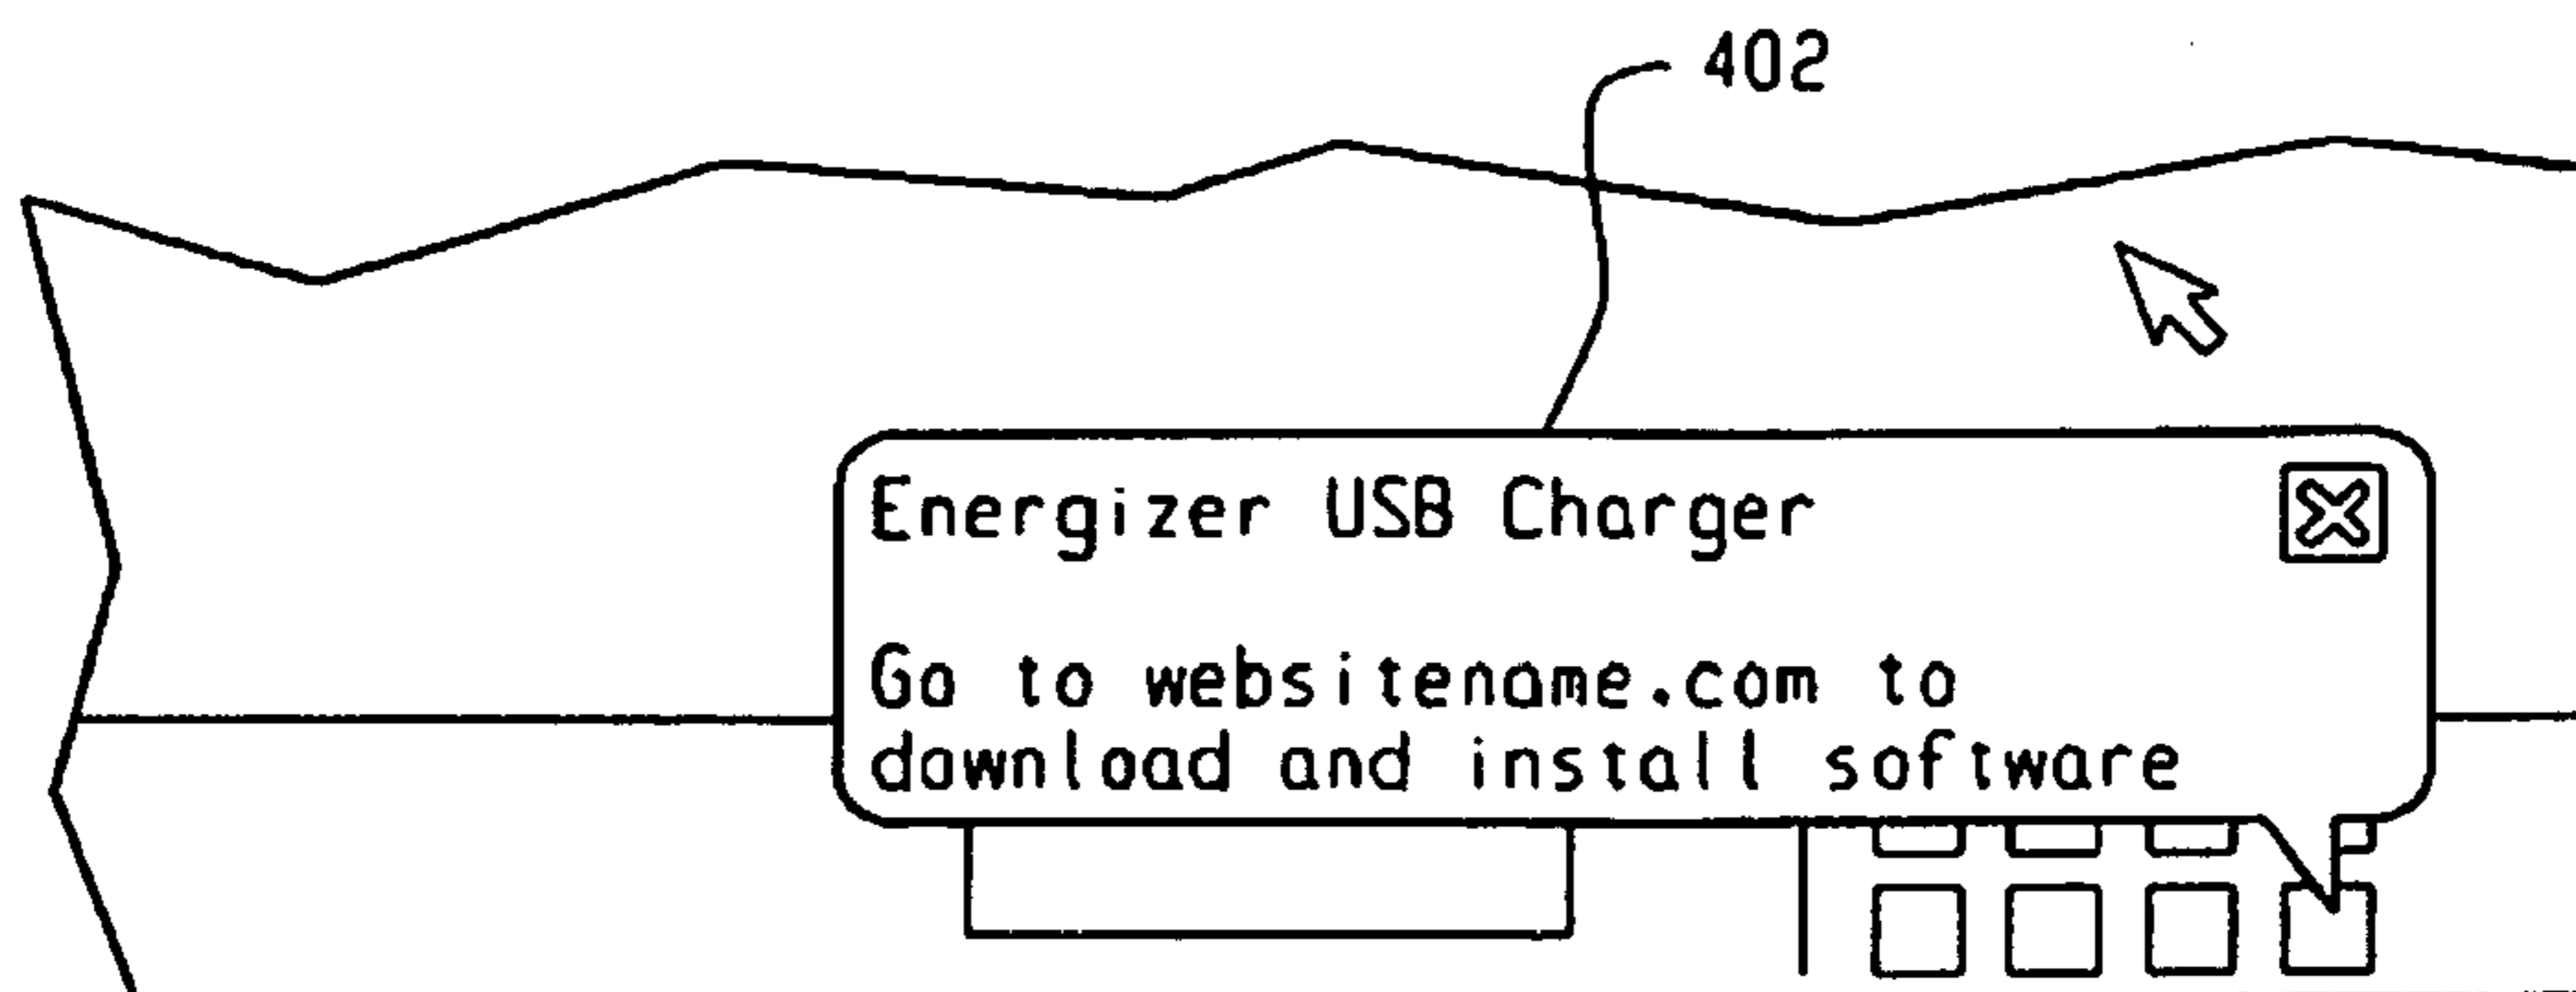 402
Energizer USB Charger
Go to websitename.com to
download and install software